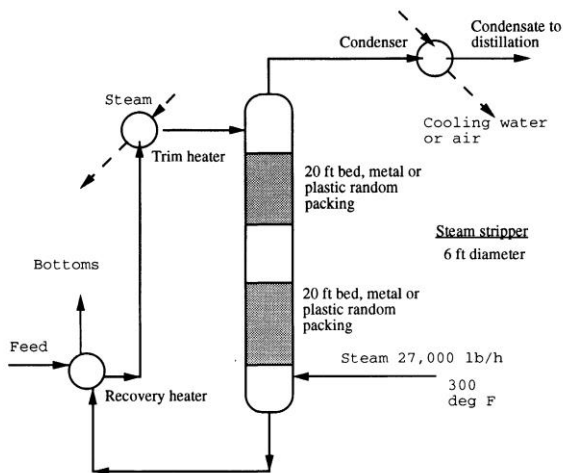 Condenser
Condensate to
distillation
Steam
Cooling water
or air
Trim heater
20 ft bed, metal or
plastic random
packing
Steam stripper
6 ft diameter
Bottoms
20 ft bed, metal or
plastic random
packing
Feed
Steam 27,000 lb/h
300
deg F
Recovery heater